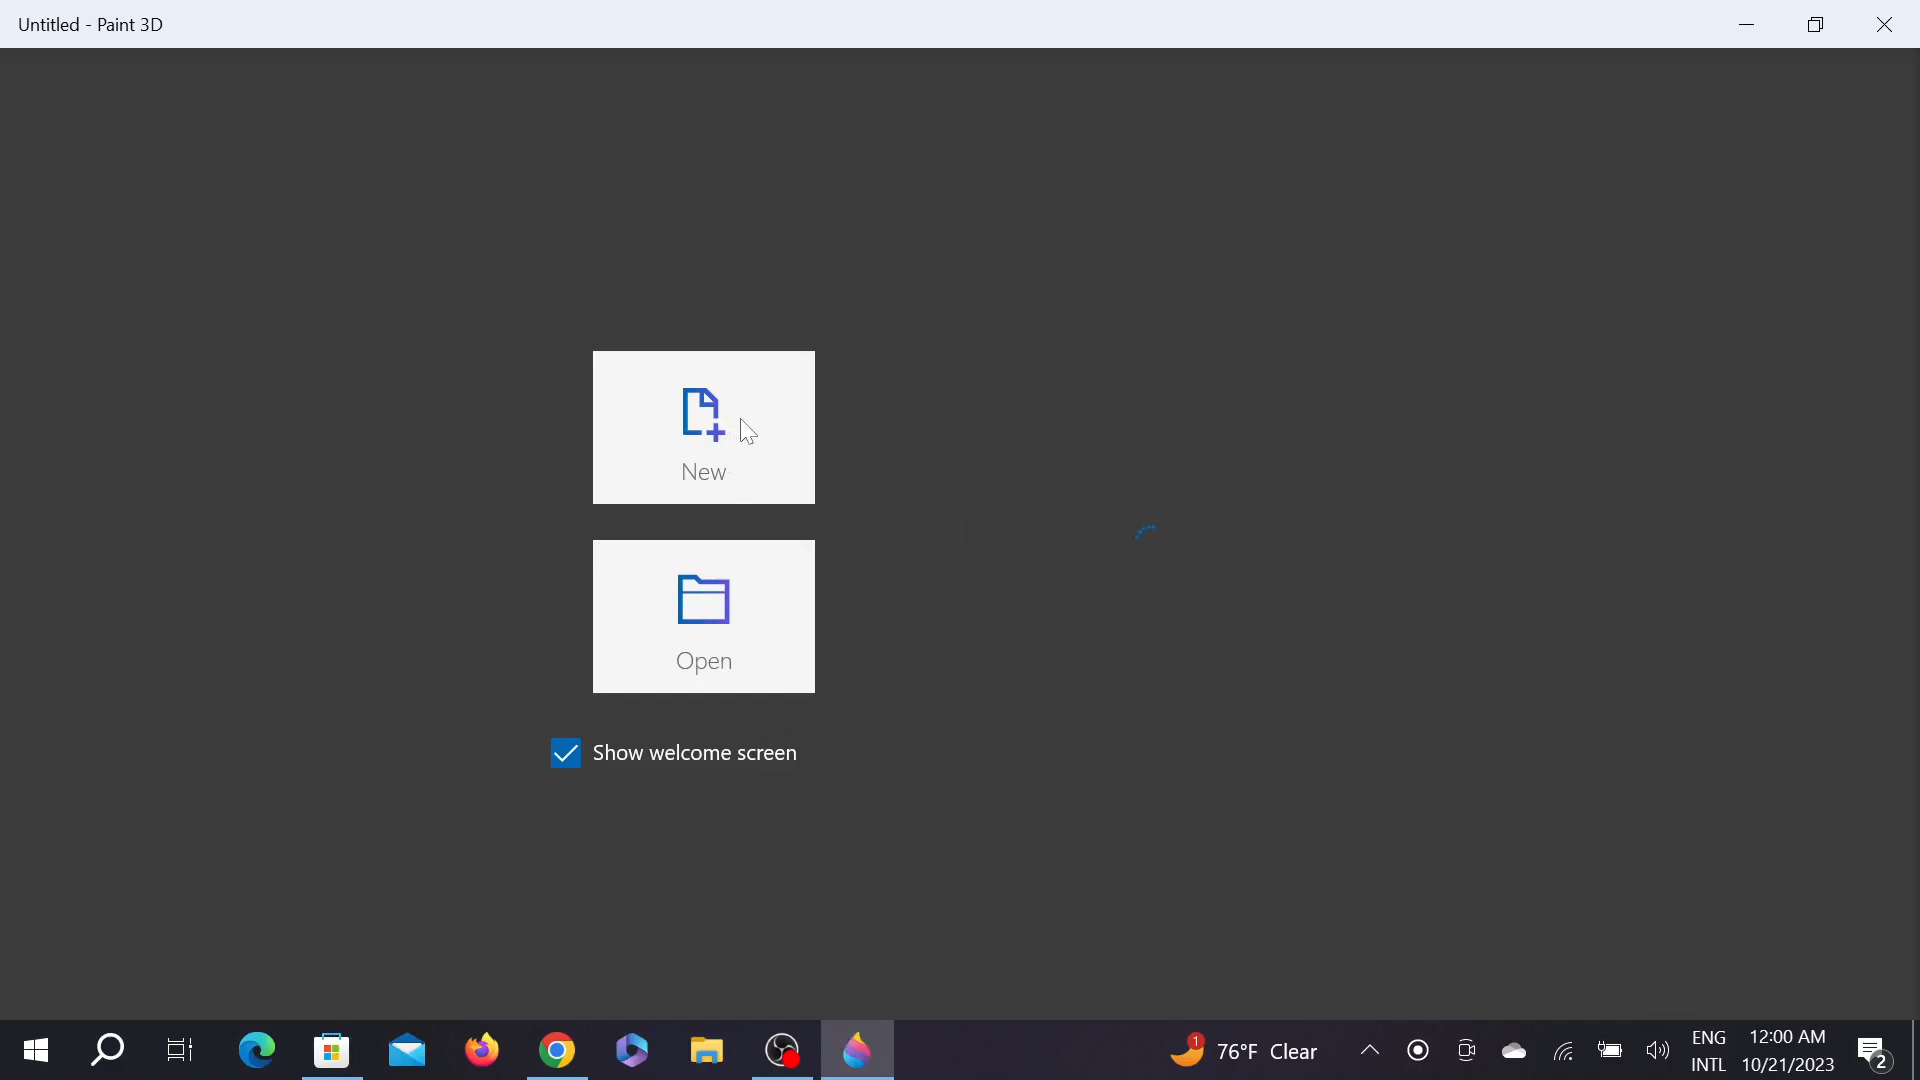 Untitled - Paint 3D
New
Open
Show welcome screen
1
76°F Clear
ENG
INTL
12:00 AM
10/21/2023
2